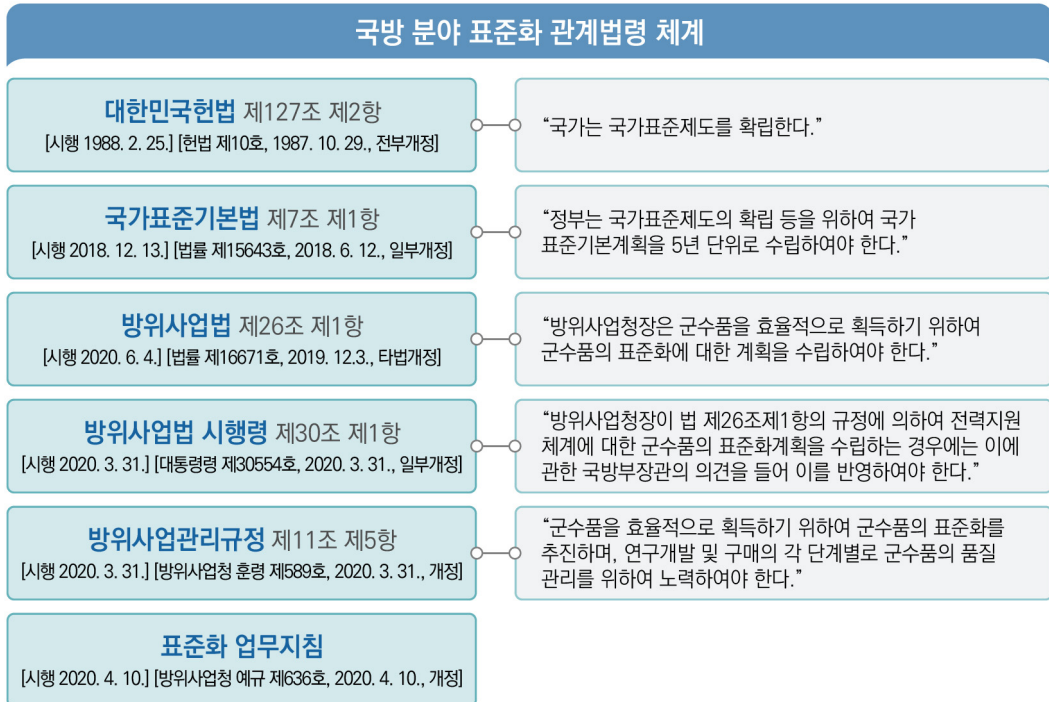 국방 분야 표준화 관계법령 체계
대한민국헌법 제127조 제2항
[시행 1988. 2. 25.] [헌법 제10호, 1987. 10. 29., 전부개정]
“국가는 국가표준제도를 확립한다.”
국가표준기본법 제7조 제1항
[시행 2018. 12. 13.] [법률 제15643호, 2018. 6. 12., 일부개정]
“정부는 국가표준제도의 확립 등을 위하여 국가
표준기본계획을 5년 단위로 수립하여야 한다.”
방위사업법 제26조 제1항
[시행 2020. 6. 4.] [법률 제16671호, 2019. 12.3., 타법개정]
“방위사업청장은 군수품을 효율적으로 획득하기 위하여
군수품의 표준화에 대한 계획을 수립하여야 한다.”
방위사업법 시행령 제30조 제1항
[시행 2020. 3. 31.] [대통령령 제30554호, 2020. 3. 31., 일부개정]
“방위사업청장이 법 제26조제1항의 규정에 의하여 전력지원
체계에 대한 군수품의 표준화계획을 수립하는 경우에는 이에
관한 국방부장관의 의견을 들어 이를 반영하여야 한다.”
방위사업관리규정 제11조 제5항
[시행 2020. 3. 31.] [방위사업청 훈령 제589호, 2020. 3. 31., 개정]
“군수품을 효율적으로 획득하기 위하여 군수품의 표준화를
추진하며, 연구개발 및 구매의 각 단계별로 군수품의 품질
관리를 위하여 노력하여야 한다.”
표준화 업무지침
[시행 2020. 4. 10.] [방위사업청 예규 제636호, 2020. 4. 10., 개정]